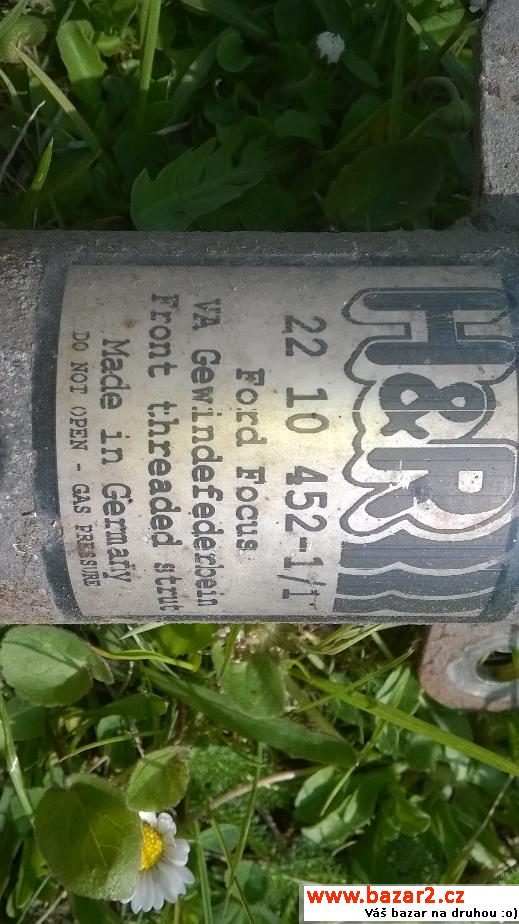 H&R
22 10 452-1/1
Ford Focus
VA Gewindefederbein
Front threaded strut
Made in Germany
DO NOT OPEN - GAS PRESSURE
www.bazar2.cz
Váš bazar na druhou :o)